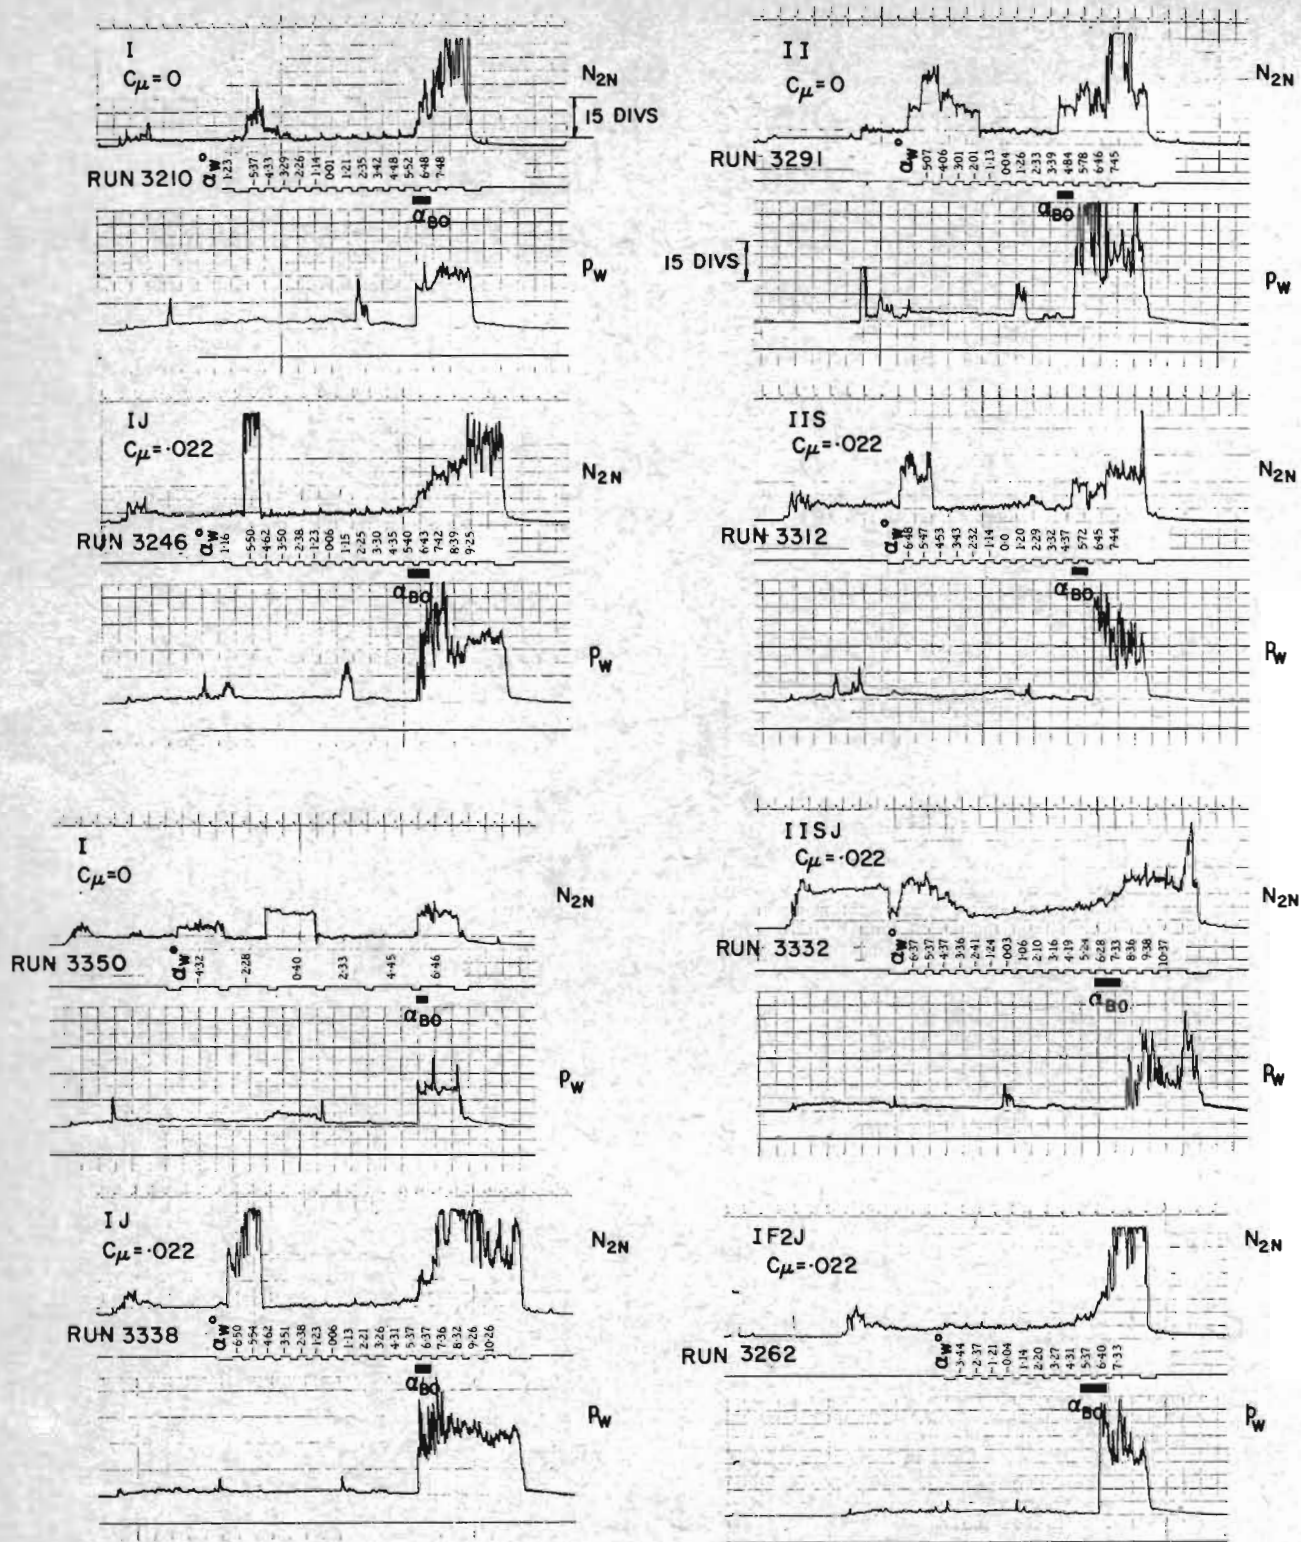 I
Cμ=0
N2N
15 DIVS
RUN 3210 αw° 1·23 -5·37 -4·33 -3·29 -2·26 -1·14 0·01 1·21 2·35 3·42 4·48 5·52 6·48 7·48
αBO
Pw
II
Cμ=0
N2N
RUN 3291 αw° -5·07 -4·06 -3·01 -2·01 -1·13 0·04 1·26 2·33 3·39 4·84 5·78 6·46 7·45
αBO
15 DIVS
Pw
IJ
Cμ=·022
N2N
RUN 3246 αw° 1·16 -5·50 -4·62 -3·50 -2·38 -1·23 -0·06 1·15 2·25 3·30 4·35 5·40 6·43 7·42 8·39 9·25
αBO
Pw
IIS
Cμ=·022
N2N
RUN 3312 αw° -6·48 -5·47 -4·53 -3·43 -2·32 -1·14 0·0 1·20 2·29 3·32 4·37 5·72 6·45 7·44
αBO
Pw
I
Cμ=0
N2N
RUN 3350 αw° -4·32 -2·28 0·40 2·33 4·45 6·46
αBO
Pw
IISJ
Cμ=·022
N2N
RUN 3332 αw° -6·37 -5·37 -4·37 -3·36 -2·41 -1·24 -0·03 1·06 2·10 3·16 4·19 5·24 6·28 7·33 8·36 9·38 10·37
αBO
Pw
IJ
Cμ=·022
N2N
RUN 3338 αw° -6·50 -5·54 -4·62 -3·51 -2·38 -1·23 -0·06 1·13 2·21 3·26 4·31 5·37 6·37 7·36 8·32 9·26 10·26
αBO
Pw
IF2J
Cμ=·022
N2N
RUN 3262 αw° -3·44 -2·37 -1·21 -0·04 1·14 2·20 3·27 4·31 5·37 6·40 7·33
αBO
Pw